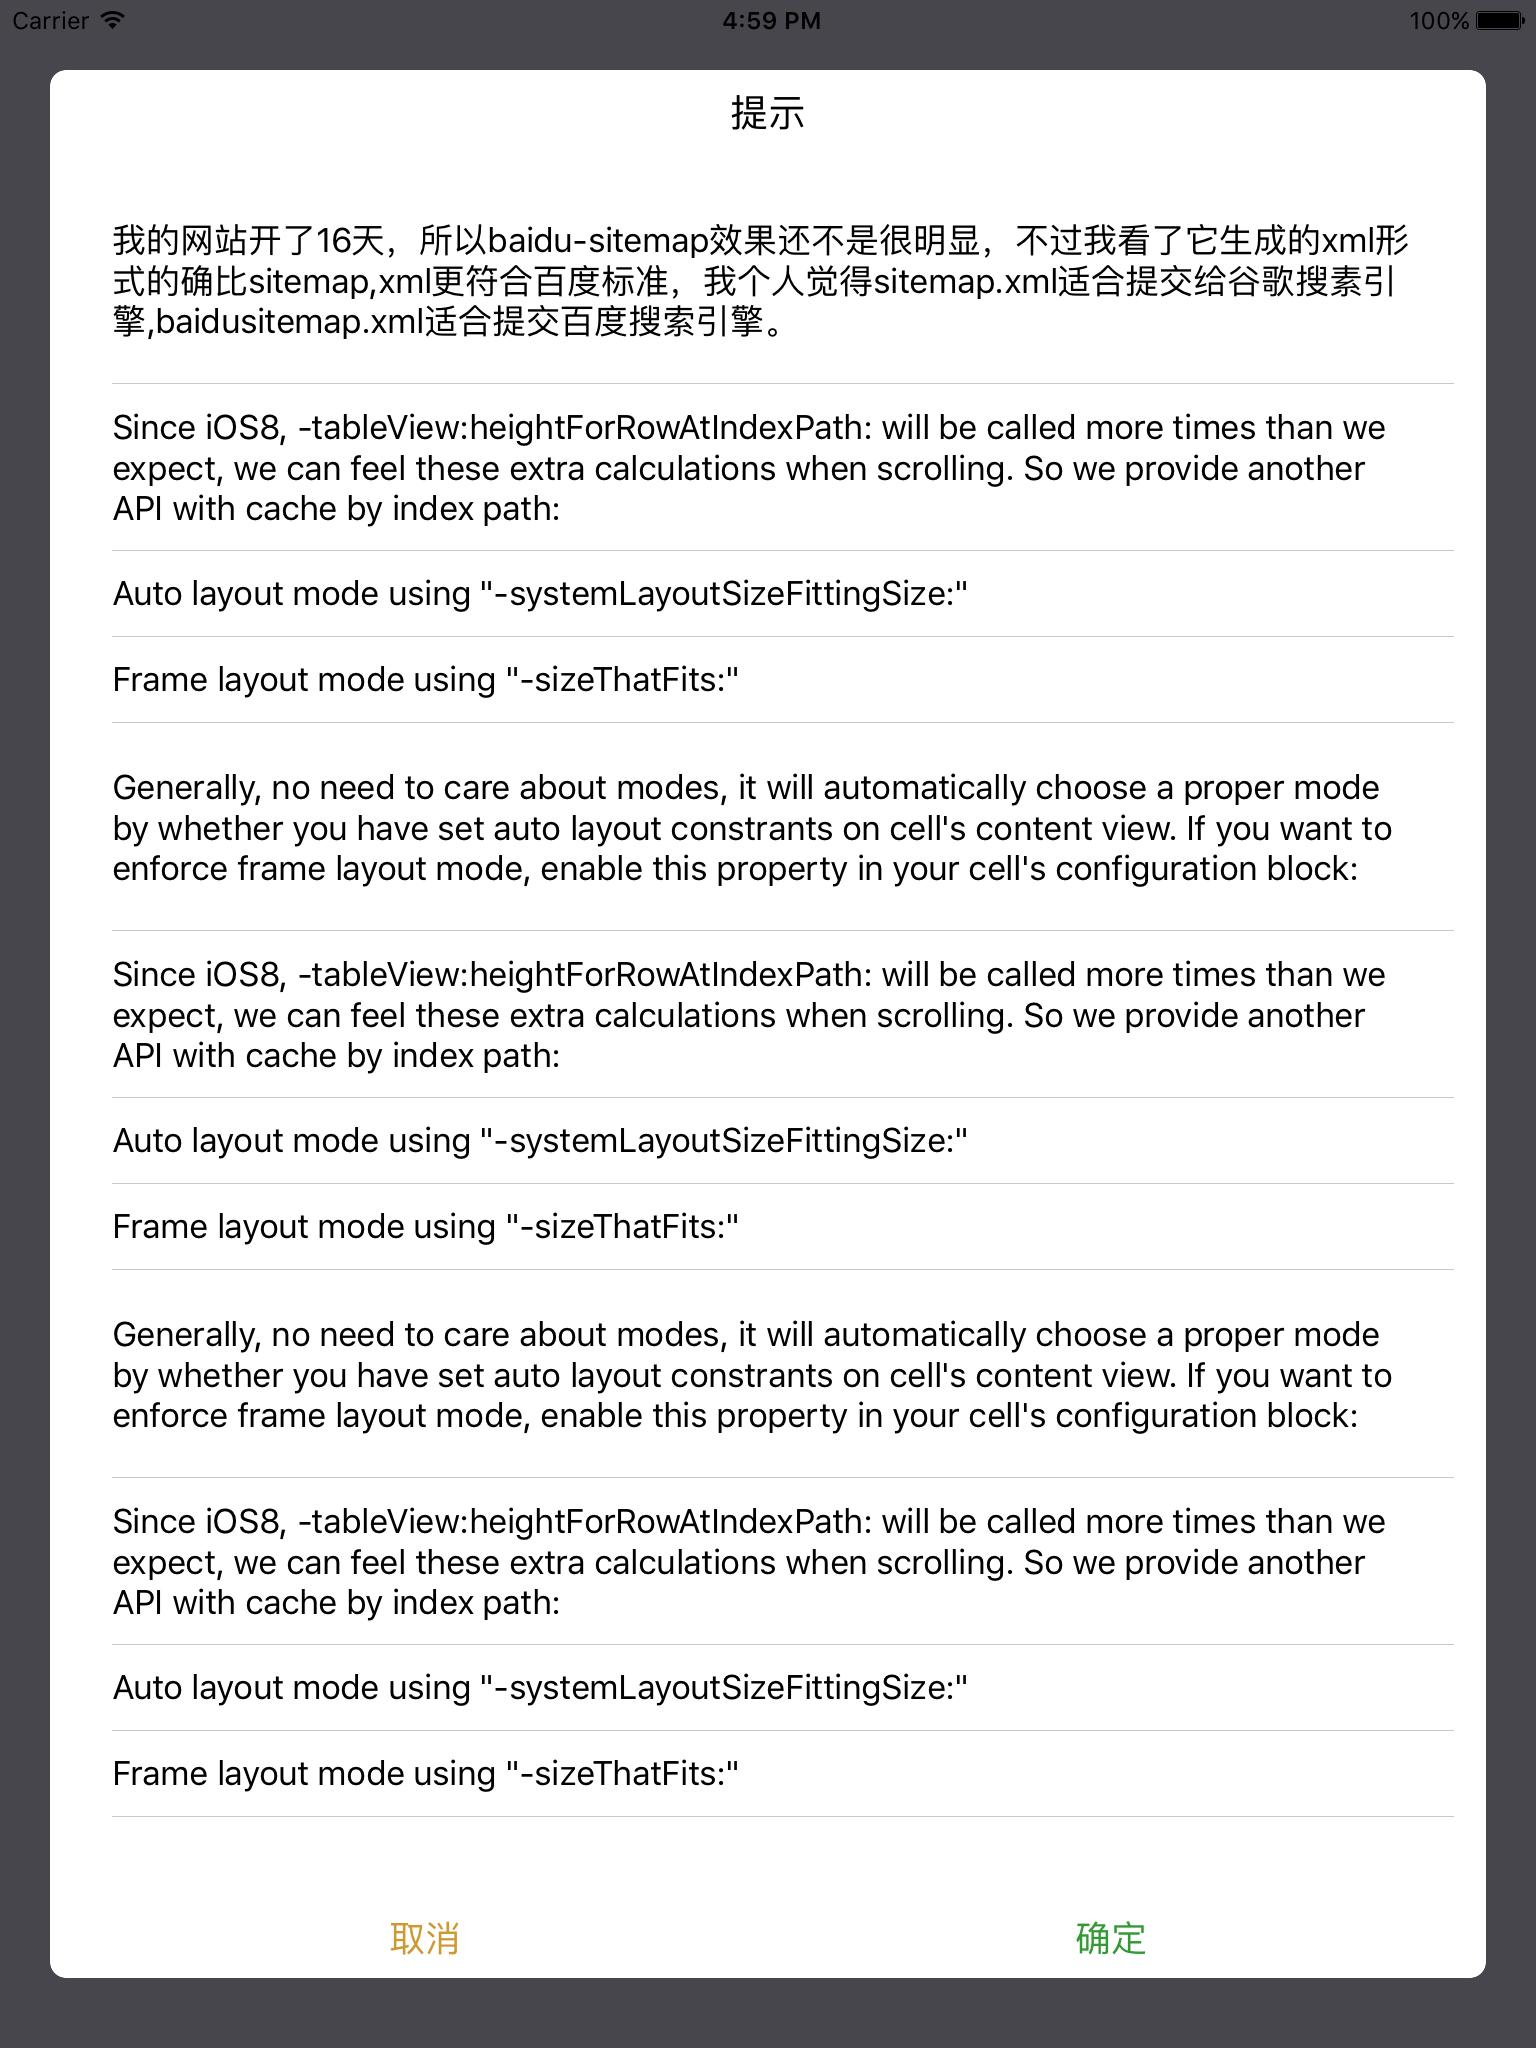 Carrier 4:59 PM 100%
提示
我的网站开了16天，所以baidu-sitemap效果还不是很明显，不过我看了它生成的xml形
式的确比sitemap,xml更符合百度标准，我个人觉得sitemap.xml适合提交给谷歌搜素引
擎,baidusitemap.xml适合提交百度搜索引擎。
Since iOS8, -tableView:heightForRowAtIndexPath: will be called more times than we
expect, we can feel these extra calculations when scrolling. So we provide another
API with cache by index path:
Auto layout mode using "-systemLayoutSizeFittingSize:"
Frame layout mode using "-sizeThatFits:"
Generally, no need to care about modes, it will automatically choose a proper mode
by whether you have set auto layout constrants on cell's content view. If you want to
enforce frame layout mode, enable this property in your cell's configuration block:
Since iOS8, -tableView:heightForRowAtIndexPath: will be called more times than we
expect, we can feel these extra calculations when scrolling. So we provide another
API with cache by index path:
Auto layout mode using "-systemLayoutSizeFittingSize:"
Frame layout mode using "-sizeThatFits:"
Generally, no need to care about modes, it will automatically choose a proper mode
by whether you have set auto layout constrants on cell's content view. If you want to
enforce frame layout mode, enable this property in your cell's configuration block:
Since iOS8, -tableView:heightForRowAtIndexPath: will be called more times than we
expect, we can feel these extra calculations when scrolling. So we provide another
API with cache by index path:
Auto layout mode using "-systemLayoutSizeFittingSize:"
Frame layout mode using "-sizeThatFits:"
取消 确定